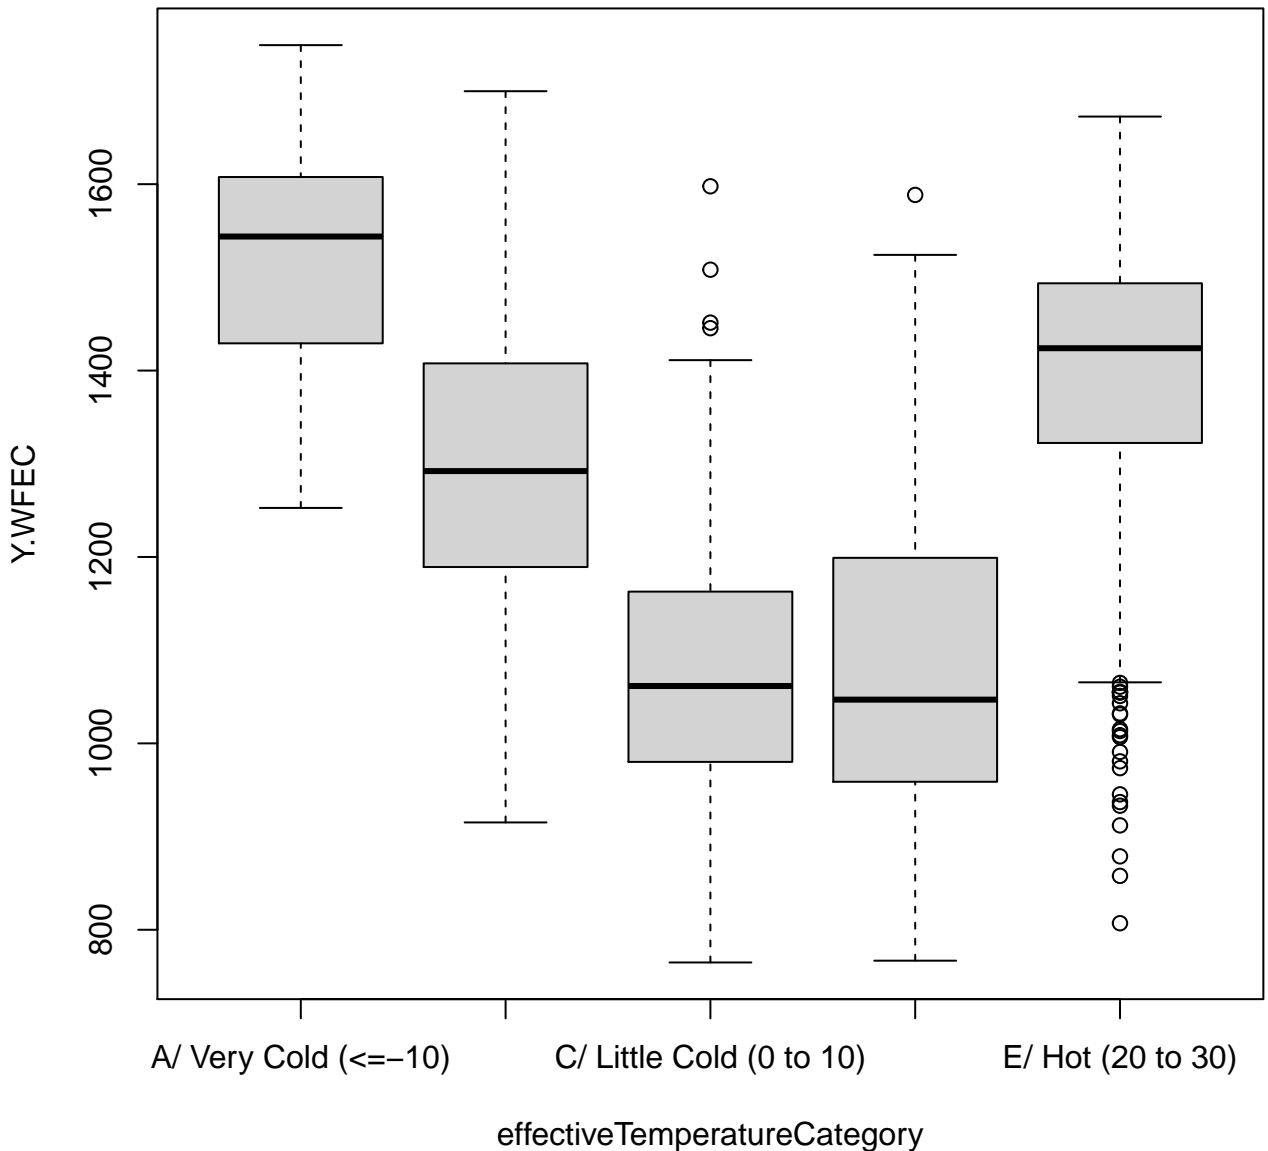 1600
1400
1200
1000
800
Y.WFEC
A/ Very Cold (<=−10)
C/ Little Cold (0 to 10)
E/ Hot (20 to 30)
effectiveTemperatureCategory